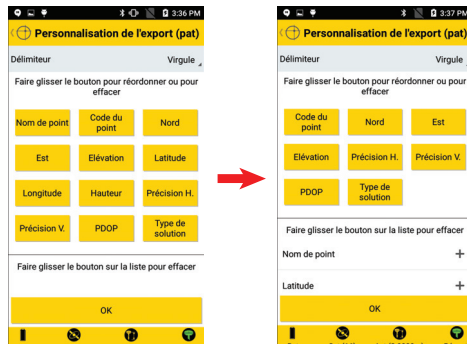 3:36 PM
Personnalisation de l'export (pat)
Délimiteur
Virgule
Faire glisser le bouton pour réordonner ou pour
effacer
Nom de point
Code du
point
Nord
Est
Elévation
Latitude
Longitude
Hauteur
Précision H.
Précision V.
PDOP
Type de
solution
Faire glisser le bouton sur la liste pour effacer
OK
3:37 PM
Personnalisation de l'export (pat)
Délimiteur
Virgule
Faire glisser le bouton pour réordonner ou pour
effacer
Code du
point
Nord
Est
Elévation
Précision H.
Précision V.
PDOP
Type de
solution
Faire glisser le bouton sur la liste pour effacer
Nom de point +
Latitude +
OK